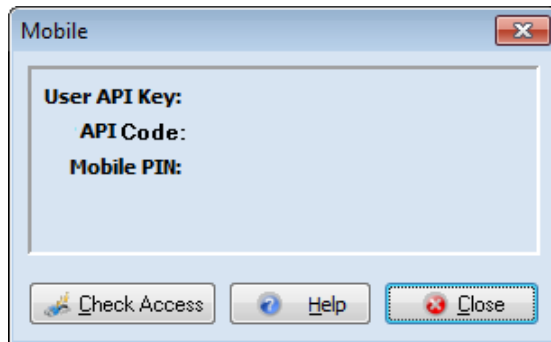 Mobile
User API Key:
API Code:
Mobile PIN:
Check Access Help Close